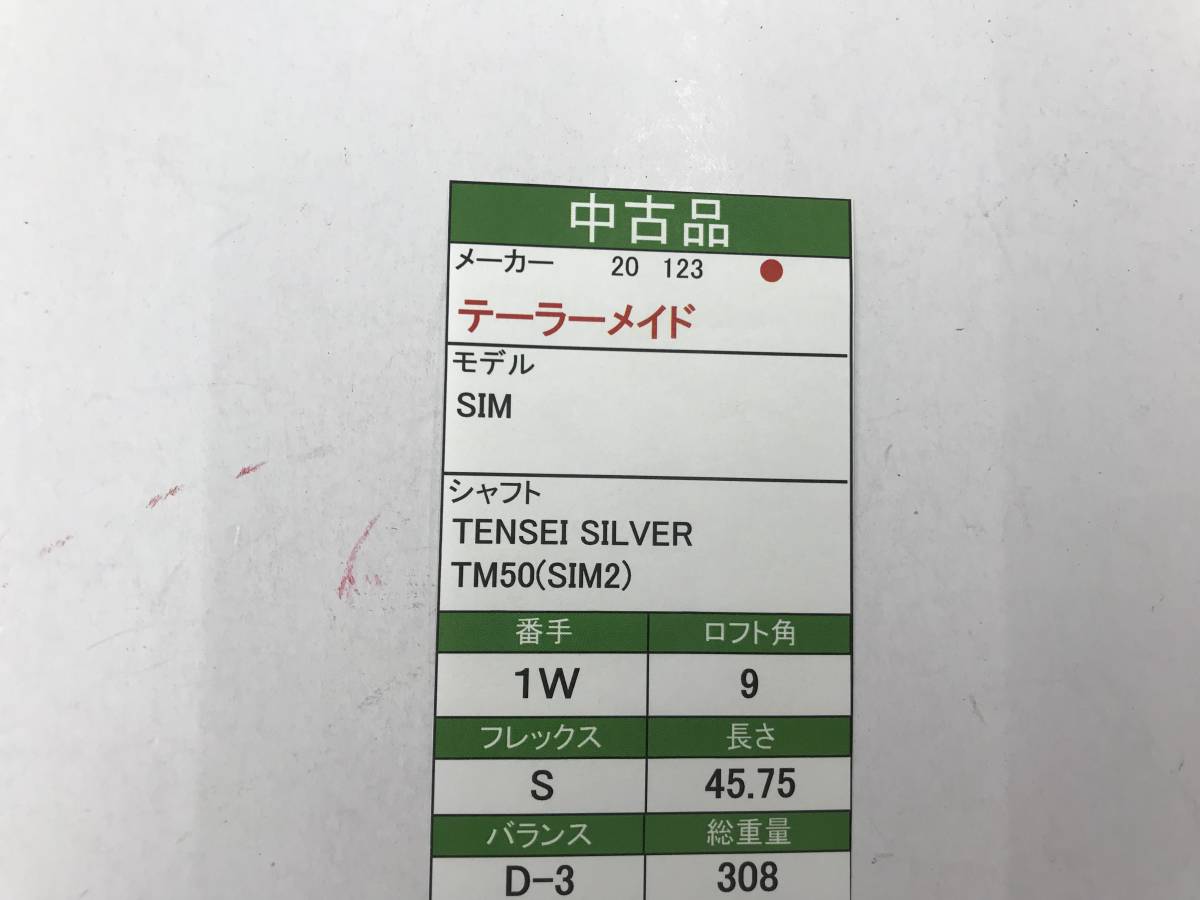 中古品
メーカー 20 123
テーラーメイド
モデル
SIM
シャフト
TENSEI SILVER
TM50(SIM2)
番手 ロフト角
1W 9
フレックス 長さ
S 45.75
バランス 総重量
D-3 308